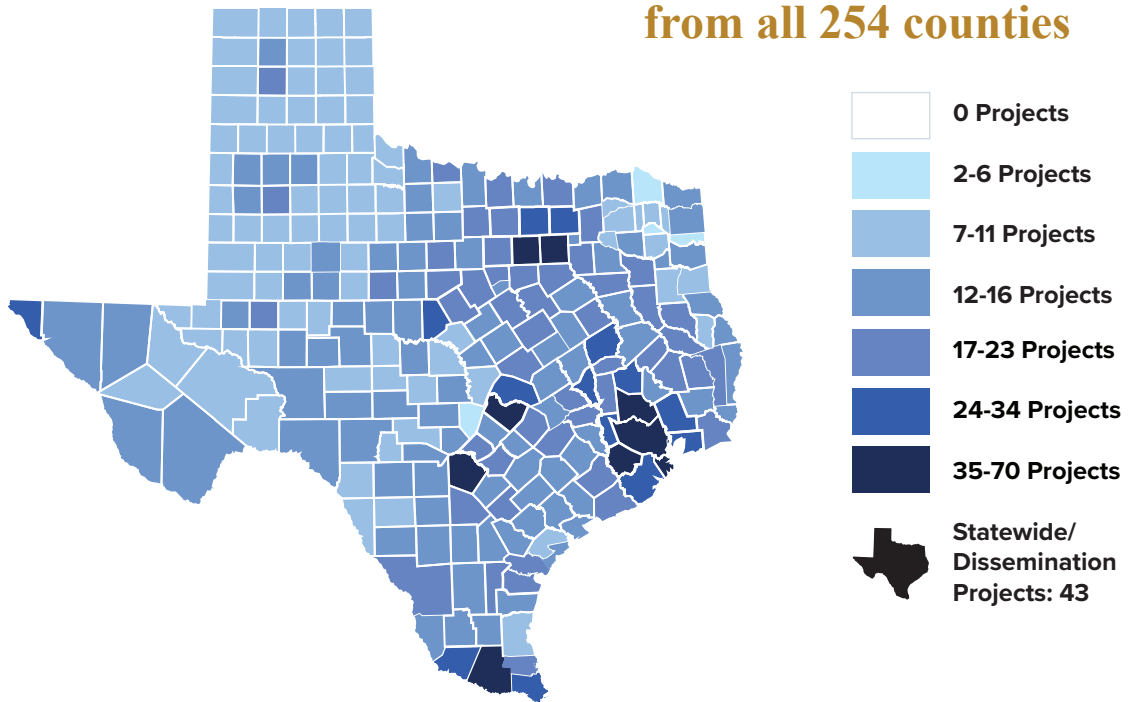 from all 254 counties
0 Projects
2-6 Projects
7-11 Projects
12-16 Projects
17-23 Projects
24-34 Projects
35-70 Projects
Statewide/
Dissemination
Projects: 43